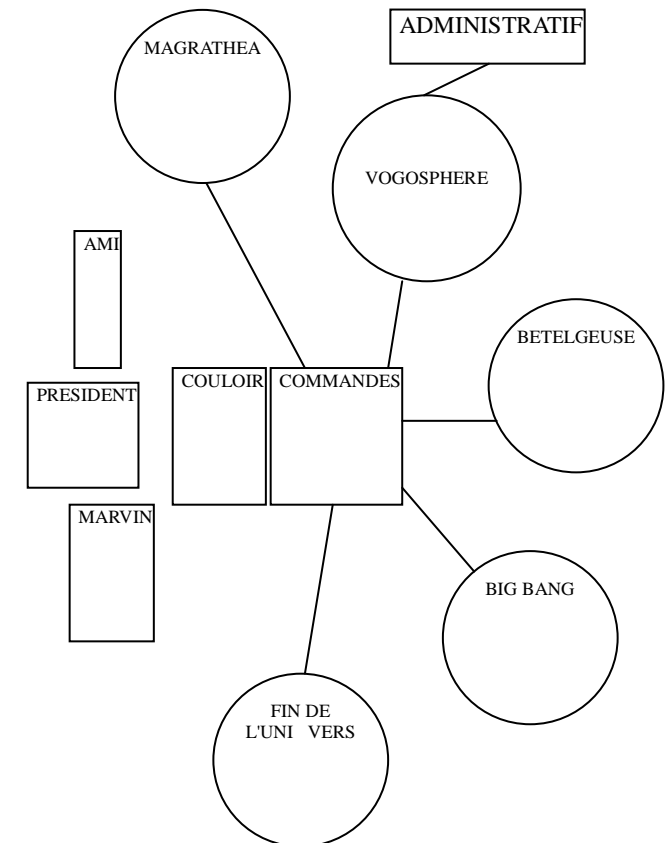 ADMINISTRATIF
MAGRATHEA
VOGOSPHERE
AMI
BETELGEUSE
PRESIDENT
COULOIR
COMMANDES
MARVIN
BIG BANG
FIN DE
L'UNI VERS